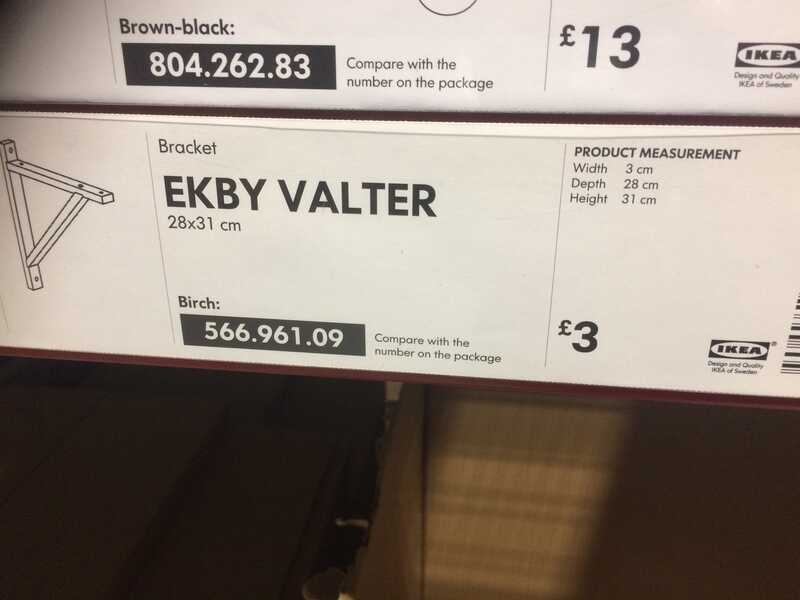 Brown-black:
804.262.83
Compare with the
number on the package
£13
IKEA
Design and Quality
IKEA of Sweden
Bracket
EKBY VALTER
28x31 cm
PRODUCT MEASUREMENT
Width 3 cm
Depth 28 cm
Height 31 cm
Birch:
566.961.09
Compare with the
number on the package
£3
IKEA®
Design and Quality
IKEA of Sweden